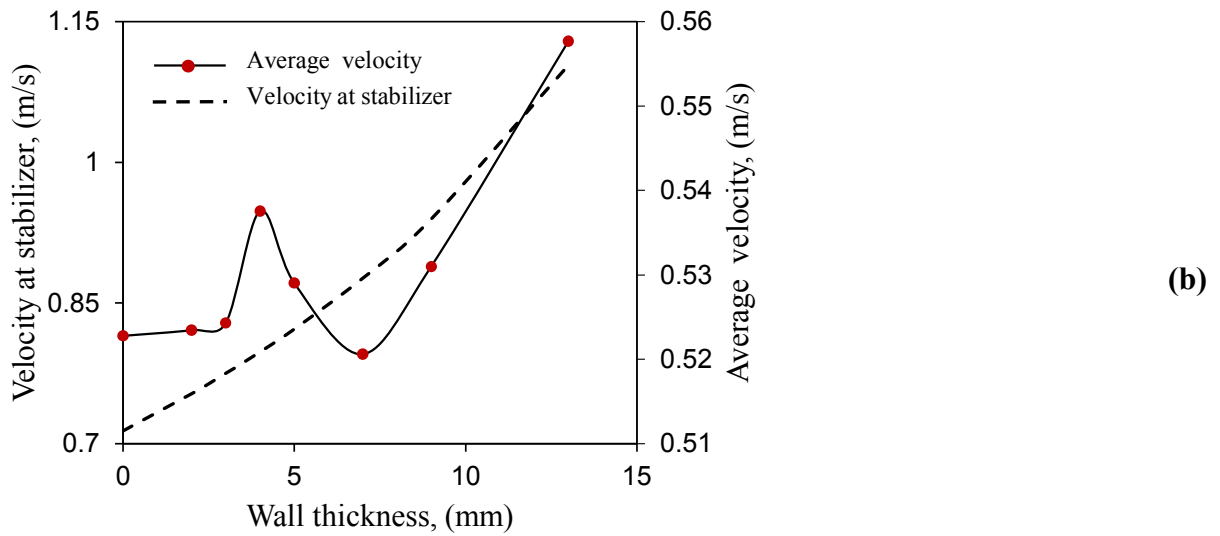 1.15
1
0.85
0.7
Velocity at stabilizer, (m/s)
Average velocity
Velocity at stabilizer
0.56
0.55
0.54
0.53
0.52
0.51
Average velocity, (m/s)
0
5
10
15
Wall thickness, (mm)
(b)